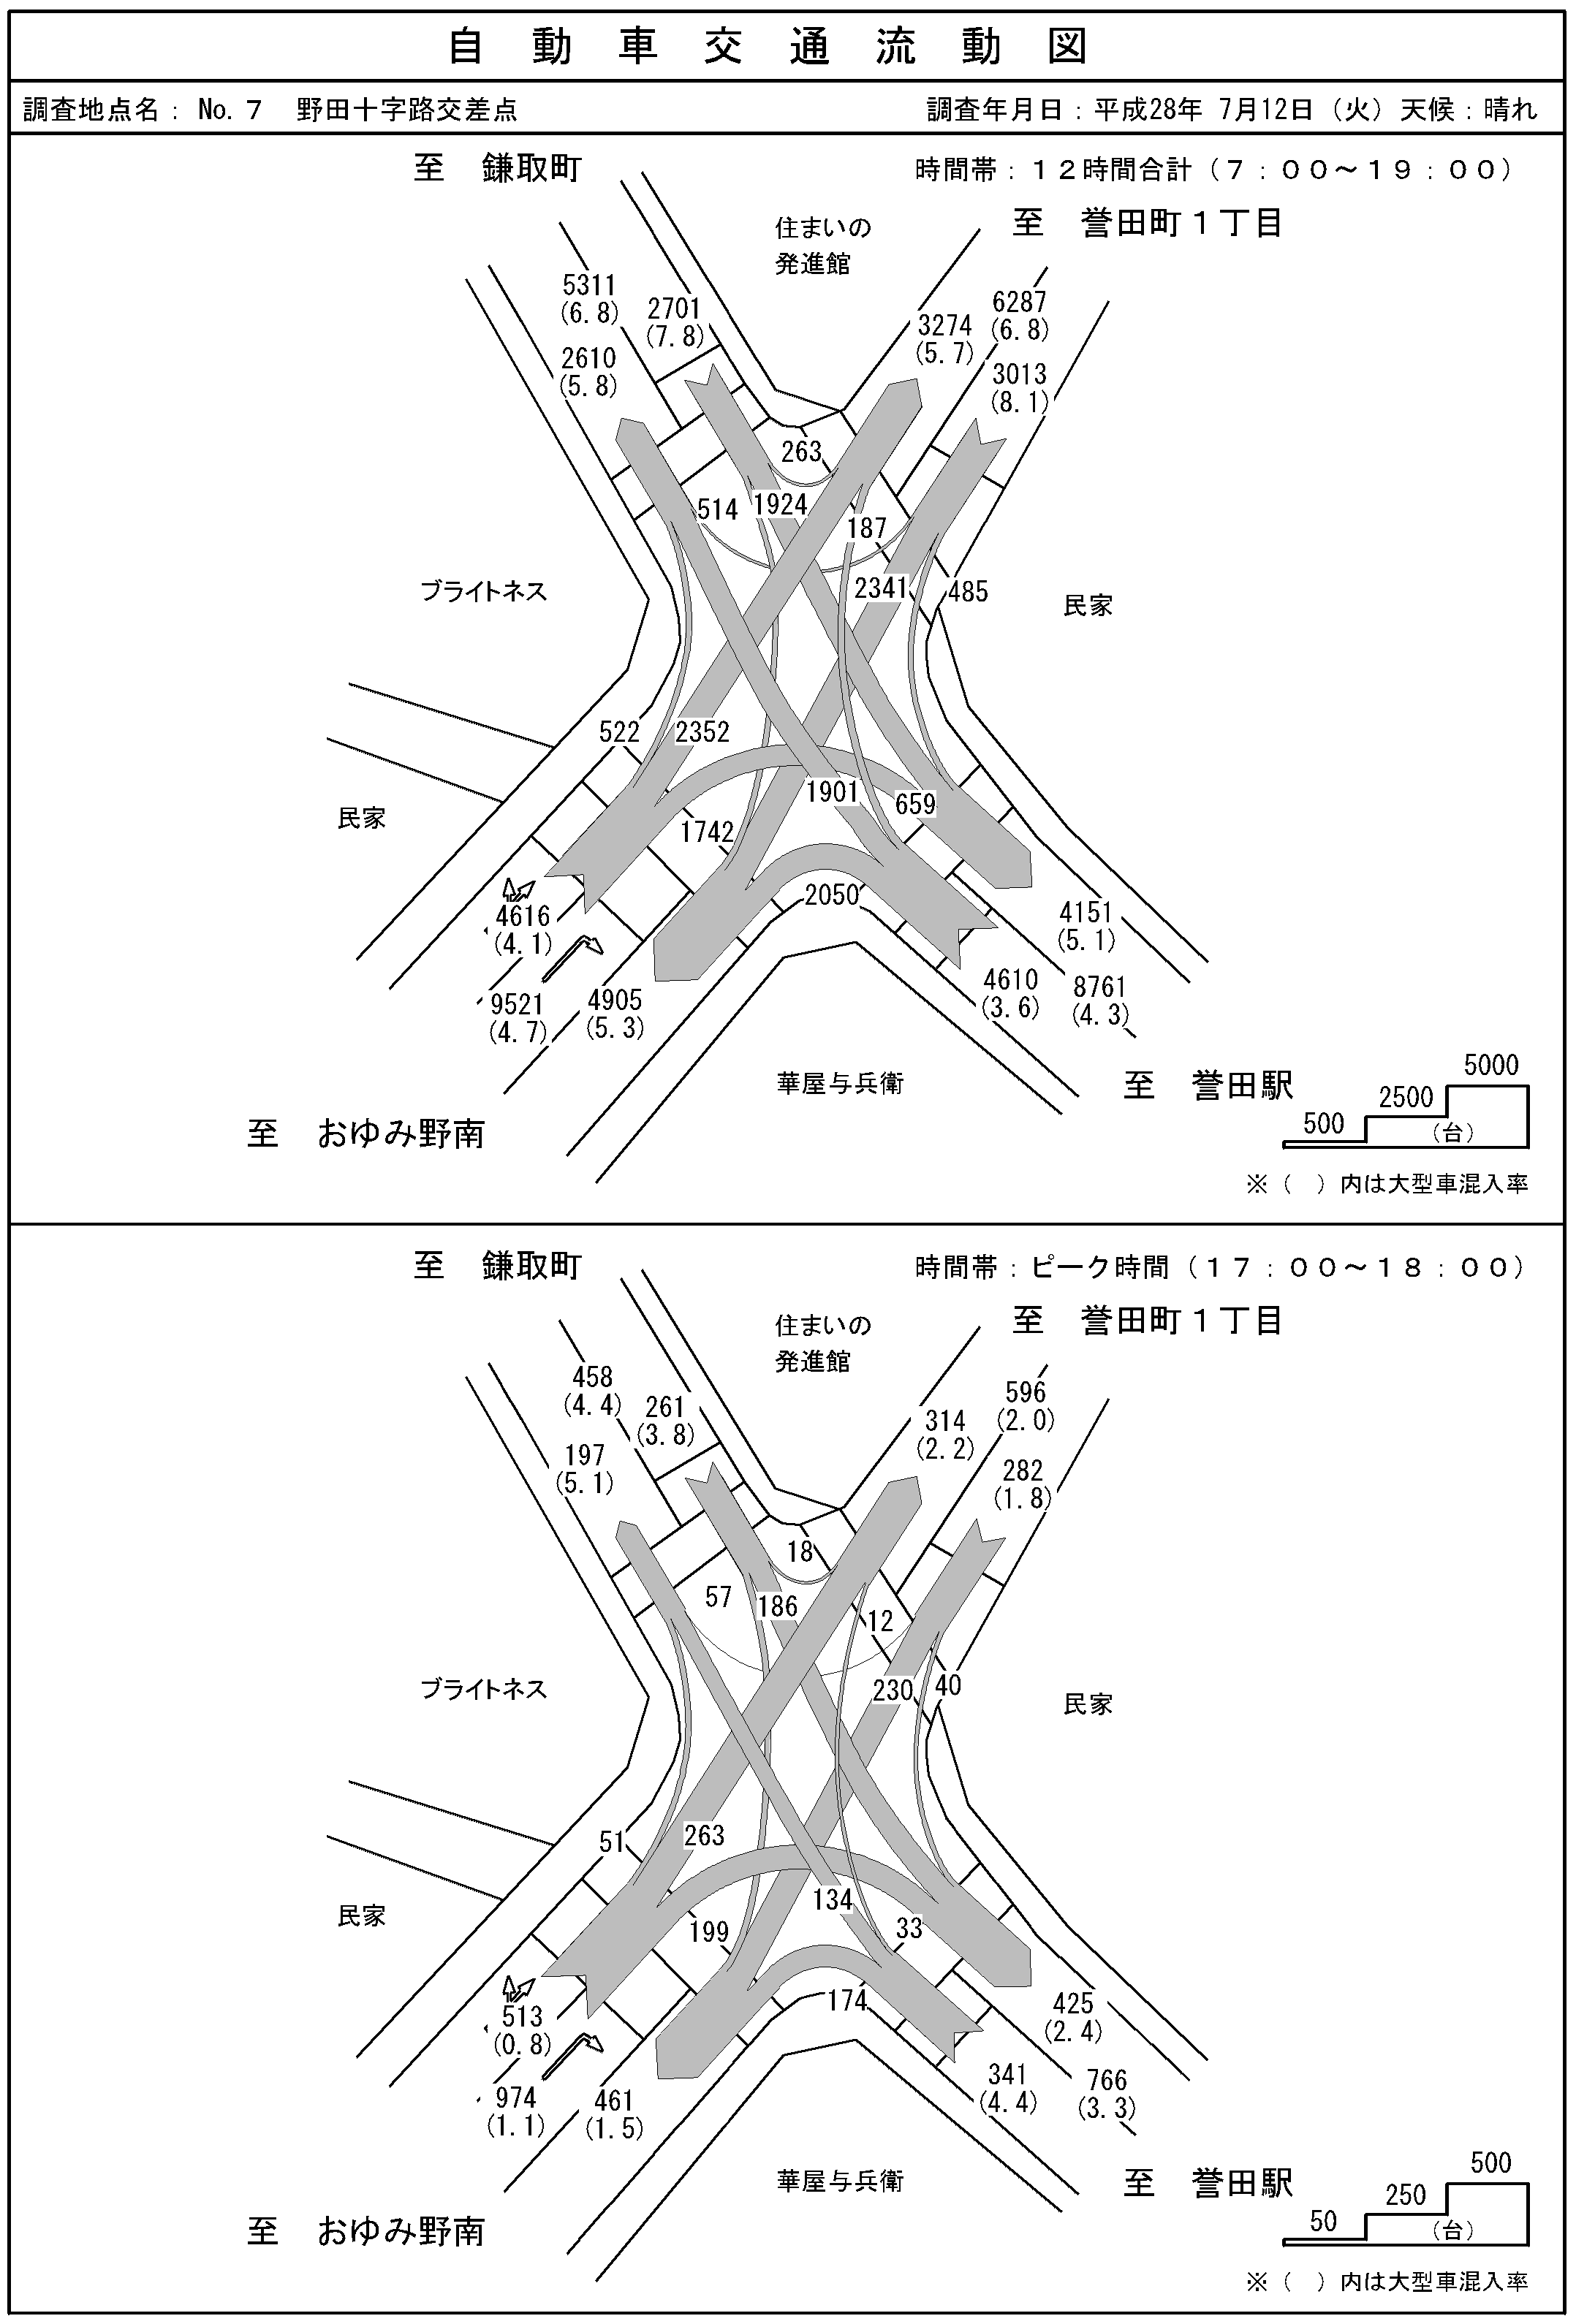 自動車交通流動図
調査地点名：No.７　野田十字路交差点
調査年月日：平成28年 7月12日（火）天候：晴れ
至　鎌取町
時間帯：１２時間合計（７：００～１９：００）
住まいの
発進館
至　誉田町１丁目
5311
(6.8)
2701
(7.8)
2610
(5.8)
3274
(5.7)
6287
(6.8)
3013
(8.1)
263
514
1924
187
2341
485
ブライトネス
民家
522
2352
1901
659
1742
2050
民家
4616
(4.1)
9521
(4.7)
4905
(5.3)
4151
(5.1)
4610
(3.6)
8761
(4.3)
華屋与兵衛
至　誉田駅
至　おゆみ野南
500
2500
5000
(台)
※（　）内は大型車混入率
至　鎌取町
時間帯：ピーク時間（１７：００～１８：００）
住まいの
発進館
至　誉田町１丁目
458
(4.4)
261
(3.8)
197
(5.1)
314
(2.2)
596
(2.0)
282
(1.8)
18
57
186
12
230
40
ブライトネス
民家
51
263
134
33
199
174
民家
513
(0.8)
974
(1.1)
461
(1.5)
425
(2.4)
341
(4.4)
766
(3.3)
華屋与兵衛
至　誉田駅
至　おゆみ野南
50
250
500
(台)
※（　）内は大型車混入率